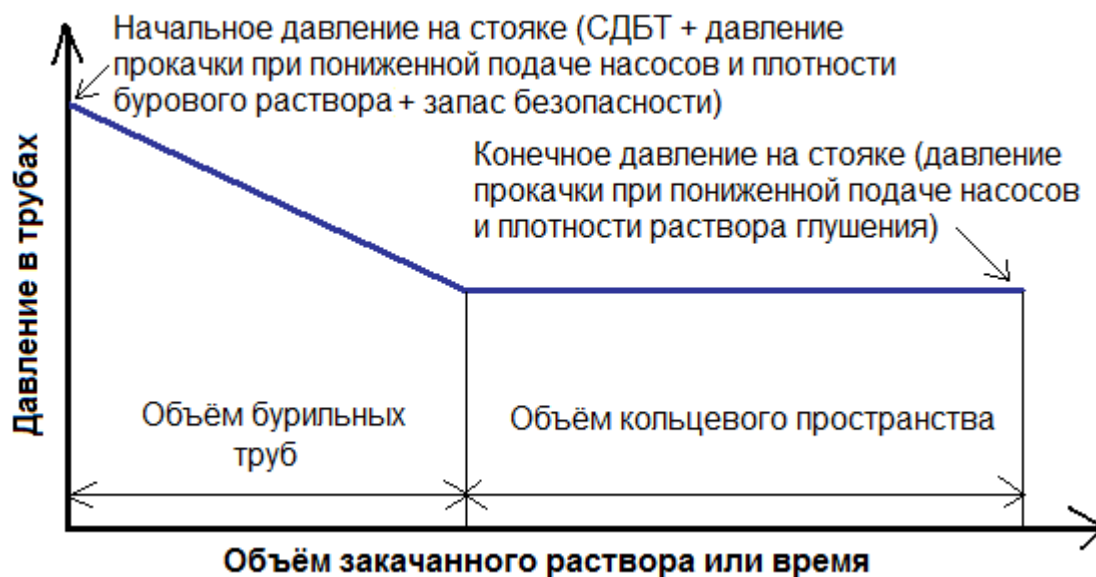 Начальное давление на стояке (СДБТ + давление
прокачки при пониженной подаче насосов и плотности
бурового раствора + запас безопасности)
Конечное давление на стояке (давление
прокачки при пониженной подаче насосов
и плотности раствора глушения)
Давление в трубах
Объём бурильных
труб
Объём кольцевого пространства
Объём закачанного раствора или время